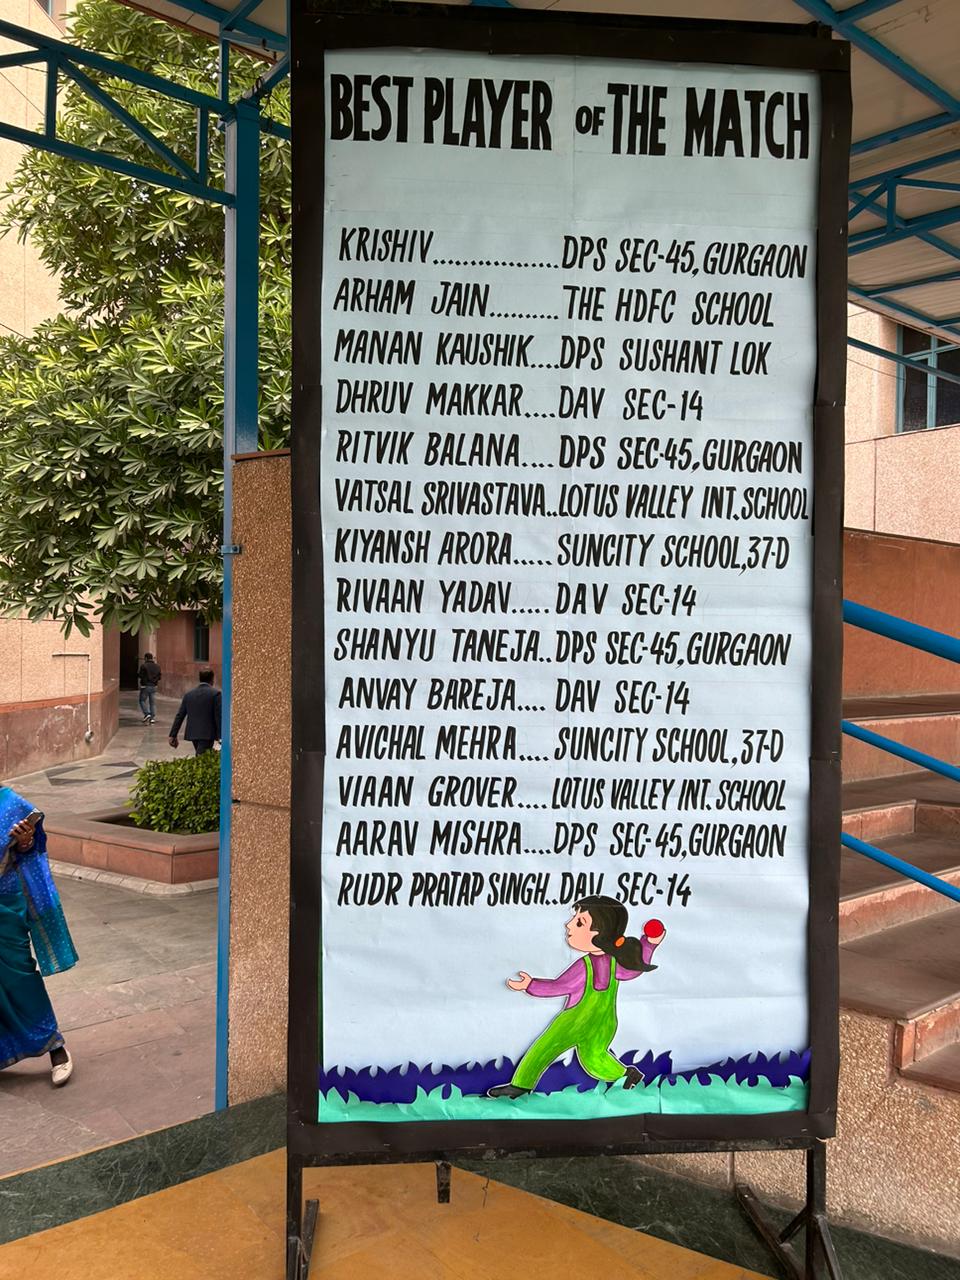 BEST PLAYER OF THE MATCH
KRISHIV.................DPS SEC-45, GURGAON
ARHAM JAIN..........THE HDFC SCHOOL
MANAN KAUSHIK....DPS SUSHANT LOK
DHRUV MAKKAR....DAV SEC-14
RITVIK BALANA....DPS SEC-45, GURGAON
VATSAL SRIVASTAVA..LOTUS VALLEY INT. SCHOOL
KIYANSH ARORA..... SUNCITY SCHOOL, 37-D
RIVAAN YADAV..... DAV SEC-14
SHANYU TANEJA..DPS SEC-45, GURGAON
ANVAY BAREJA.... DAV SEC-14
AVICHAL MEHRA.... SUNCITY SCHOOL, 37-D
VIAAN GROVER.... LOTUS VALLEY INT. SCHOOL
AARAV MISHRA....DPS SEC-45, GURGAON
RUDR PRATAP SINGH..DAV SEC-14